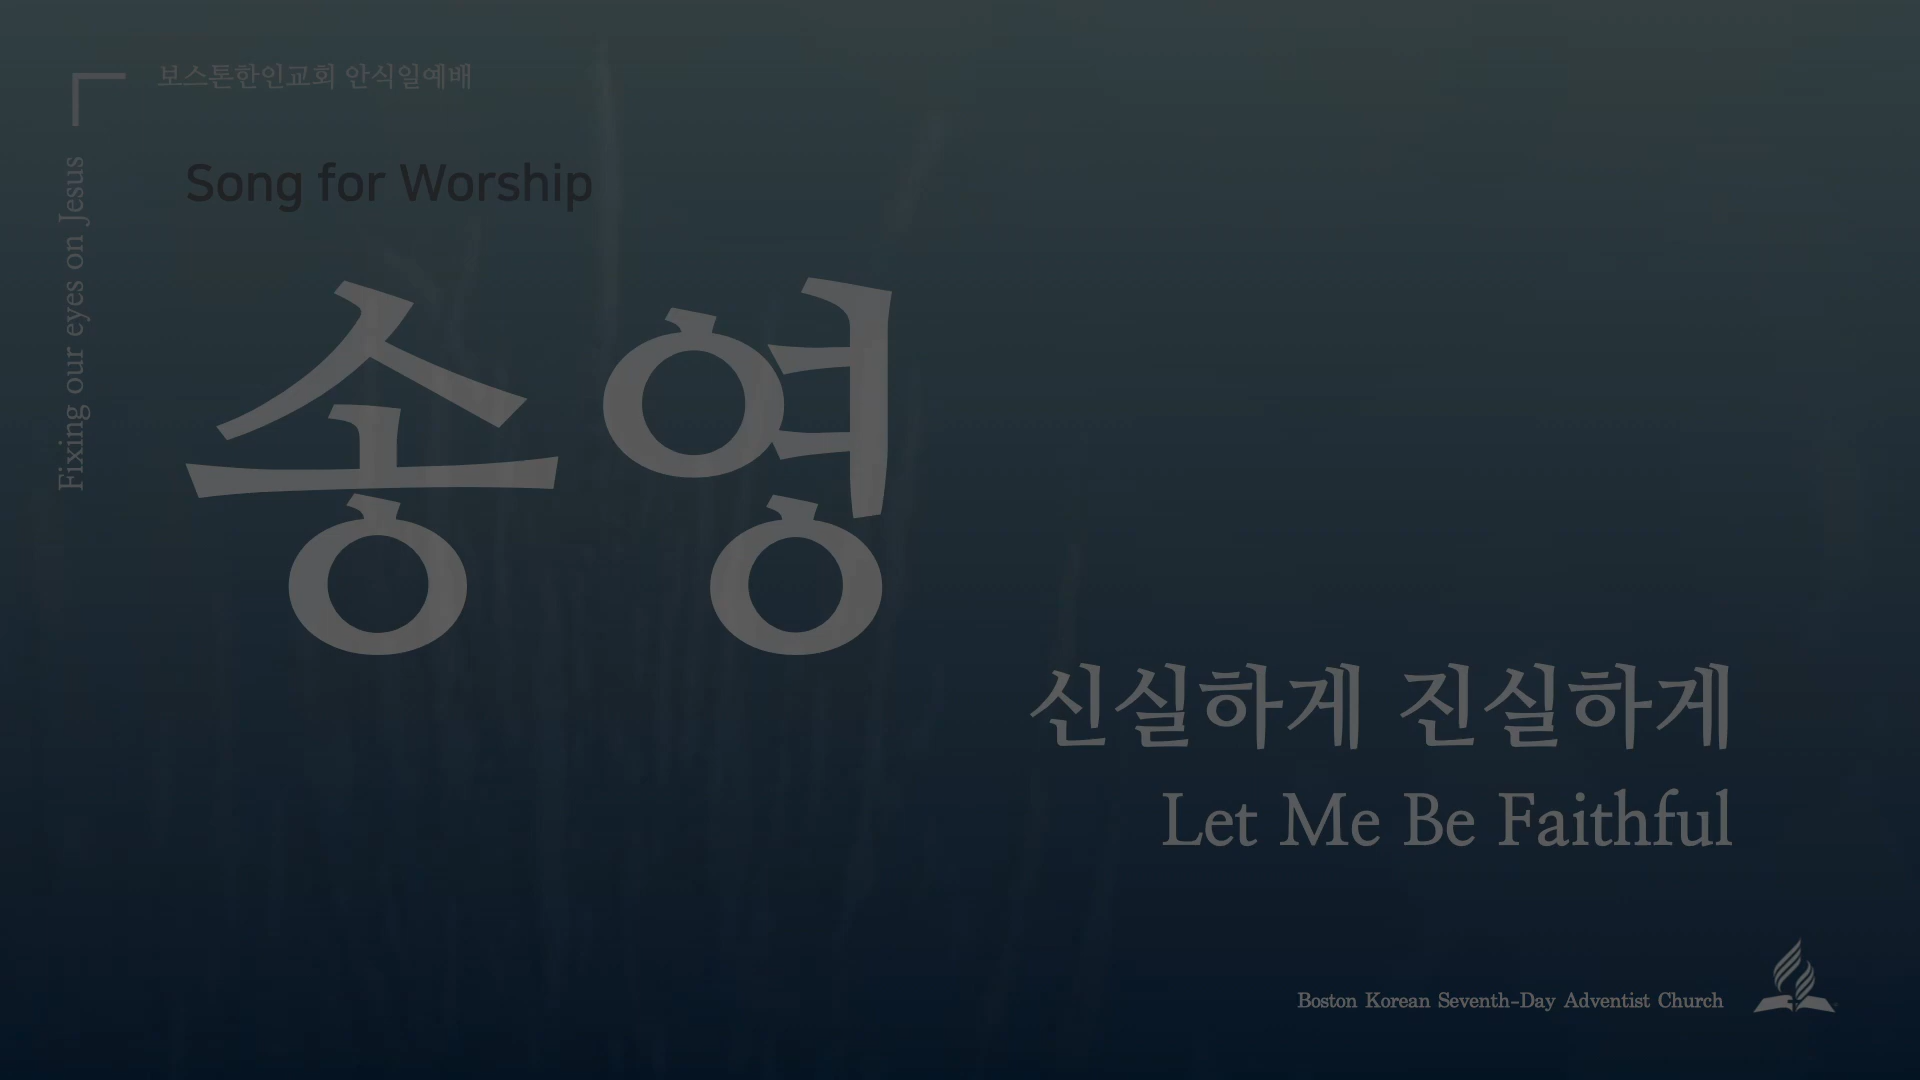 보스톤한인교회 안식일예배
Fixing our eyes on Jesus
Song for Worship
송영
신실하게 진실하게
Let Me Be Faithful
Boston Korean Seventh-Day Adventist Church